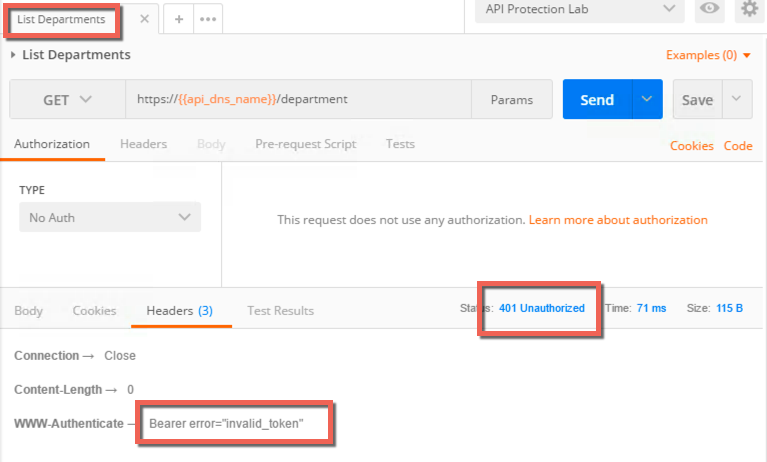 List Departments × + •••
API Protection Lab
List Departments
Examples (0)
GET
https://{{api_dns_name}}/department
Params
Send
Save
Authorization Headers Body Pre-request Script Tests
Cookies Code
TYPE
No Auth
This request does not use any authorization. Learn more about authorization
Body Cookies Headers (3) Test Results
Status: 401 Unauthorized Time: 71 ms Size: 115 B
Connection → Close
Content-Length → 0
WWW-Authenticate → Bearer error="invalid_token"